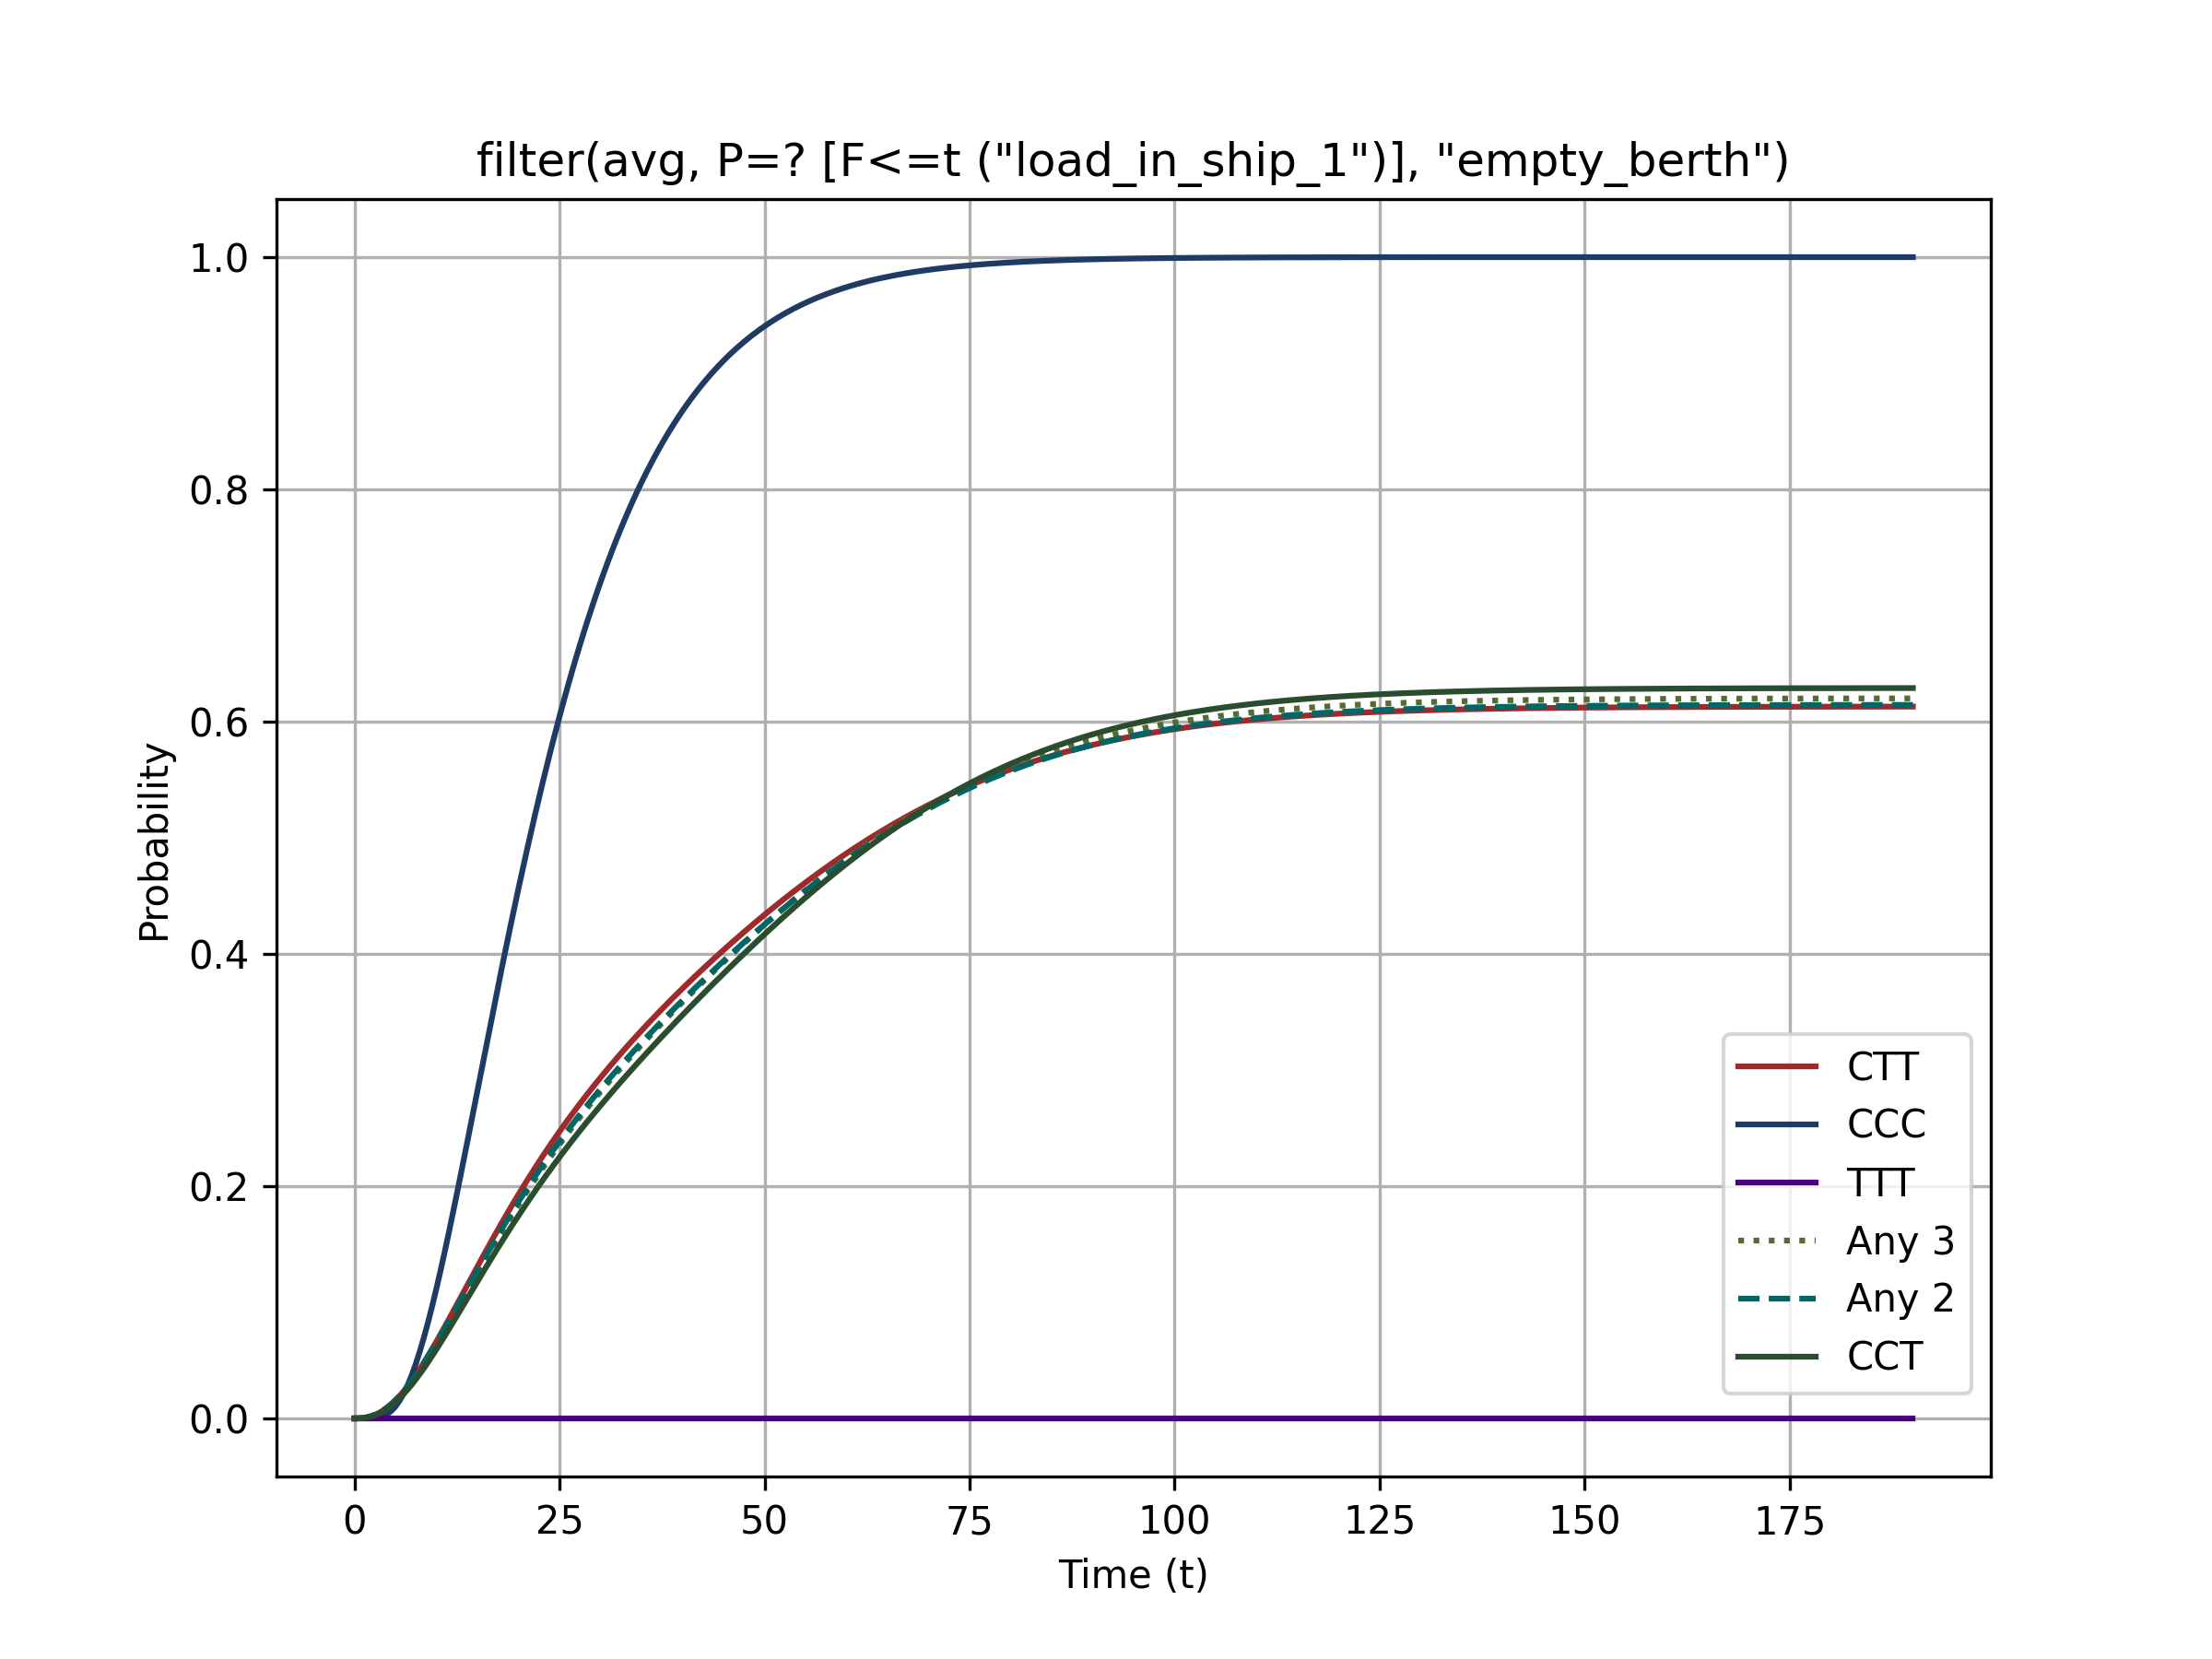 filter(avg, P=? [F<=t ("load_in_ship_1")], "empty_berth")
1.0
0.8
0.6
0.4
0.2
0.0
Probability
0 25 50 75 100 125 150 175
Time (t)
CTT
CCC
TTT
Any 3
Any 2
CCT